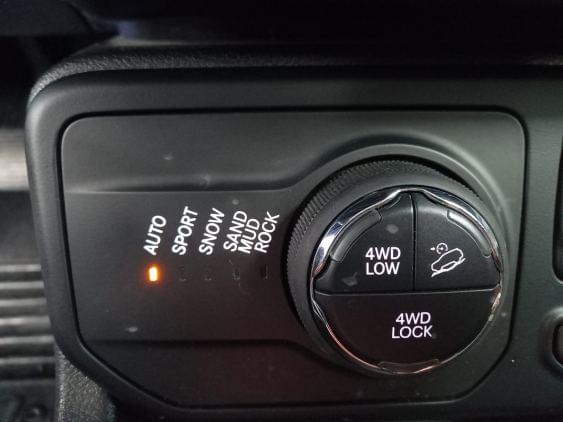 AUTO
SPORT
SNOW
SAND
MUD
ROCK
4WD
LOW
4WD
LOCK